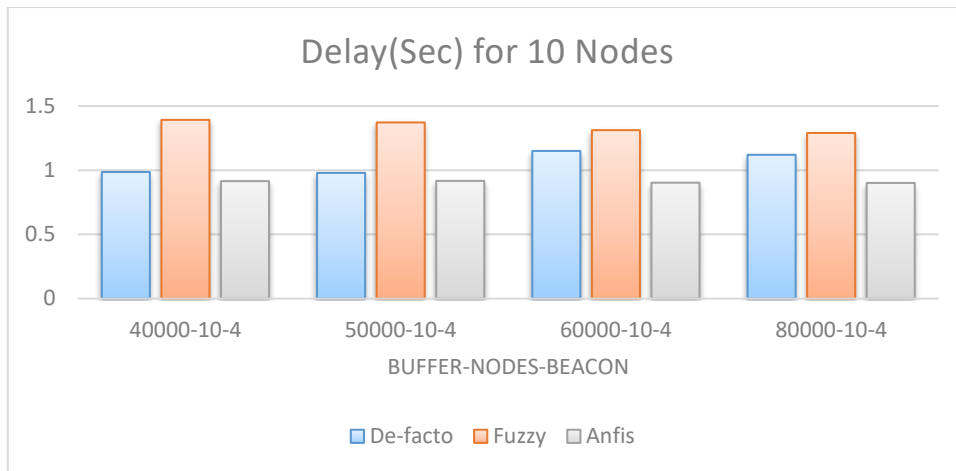 Delay(Sec) for 10 Nodes
1.5
1
0.5
0
40000-10-4 50000-10-4 60000-10-4 80000-10-4
BUFFER-NODES-BEACON
De-facto Fuzzy Anfis